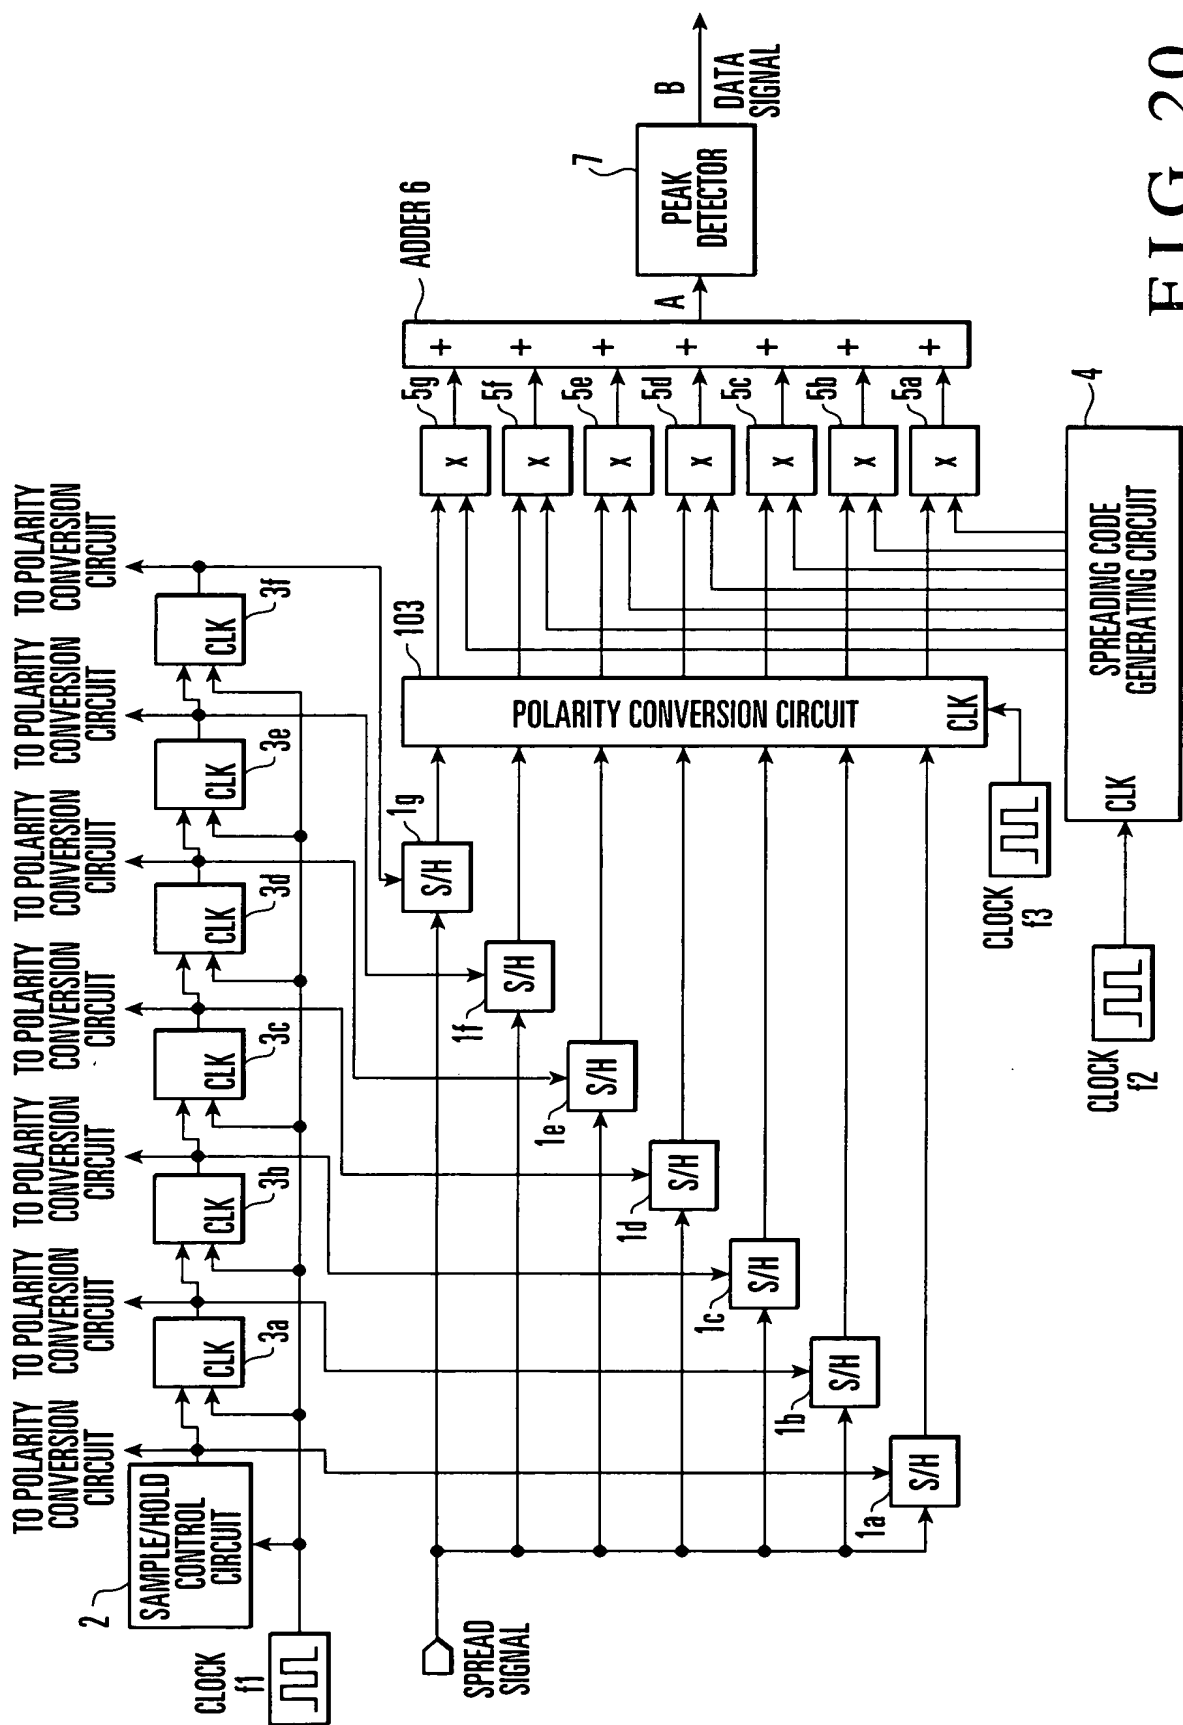 TO POLARITY
CONVERSION
CIRCUIT
TO POLARITY
CONVERSION
CIRCUIT
TO POLARITY
CONVERSION
CIRCUIT
TO POLARITY
CONVERSION
CIRCUIT
TO POLARITY
CONVERSION
CIRCUIT
TO POLARITY
CONVERSION
CIRCUIT
TO POLARITY
CONVERSION
CIRCUIT
2
SAMPLE/HOLD
CONTROL
CIRCUIT
CLK
3a
CLK
3b
CLK
3c
CLK
3d
CLK
3e
CLK
3f
CLOCK
f1
SPREAD
SIGNAL
S/H
1g
S/H
1f
S/H
1e
S/H
1d
S/H
1c
S/H
1b
S/H
1a
103
POLARITY CONVERSION CIRCUIT
CLK
CLOCK
f3
X
5g
X
5f
X
5e
X
5d
X
5c
X
5b
X
5a
ADDER 6
+
+
+
+
+
+
+
A
7
PEAK
DETECTOR
B
DATA
SIGNAL
CLOCK
f2
CLK
SPREADING CODE
GENERATING CIRCUIT
4
FIG. 20